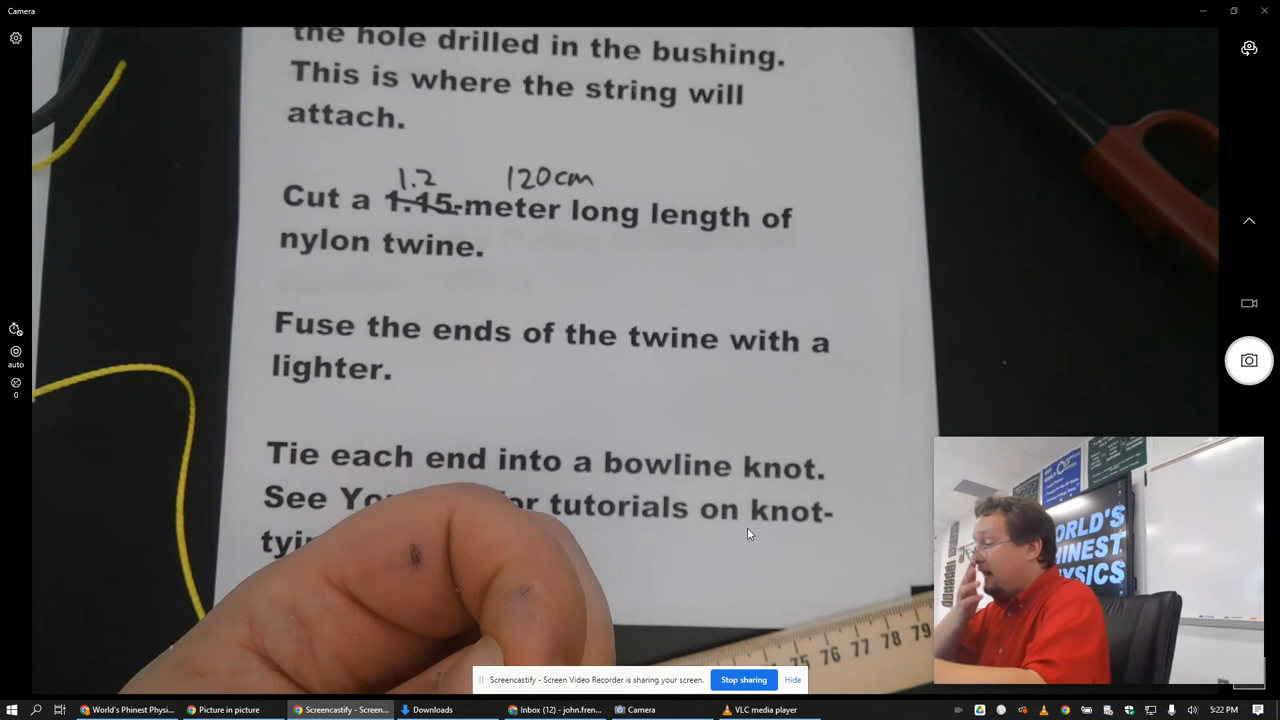 Camera
the hole drilled in the bushing.
This is where the string will
attach.
1.2 120cm
Cut a 1.45-meter long length of
nylon twine.
Fuse the ends of the twine with a
lighter.
Tie each end into a bowline knot.
See tutorials on knot-
75 76 77 78 79
auto
0
WORLD'S
PHINEST
PHYSICS
Screencastify - Screen Video Recorder is sharing your screen. Stop sharing Hide
World's Phinest Physi... Picture in picture Screencastify - Screen... Downloads Inbox (12) - john.fren... Camera VLC media player 5:22 PM